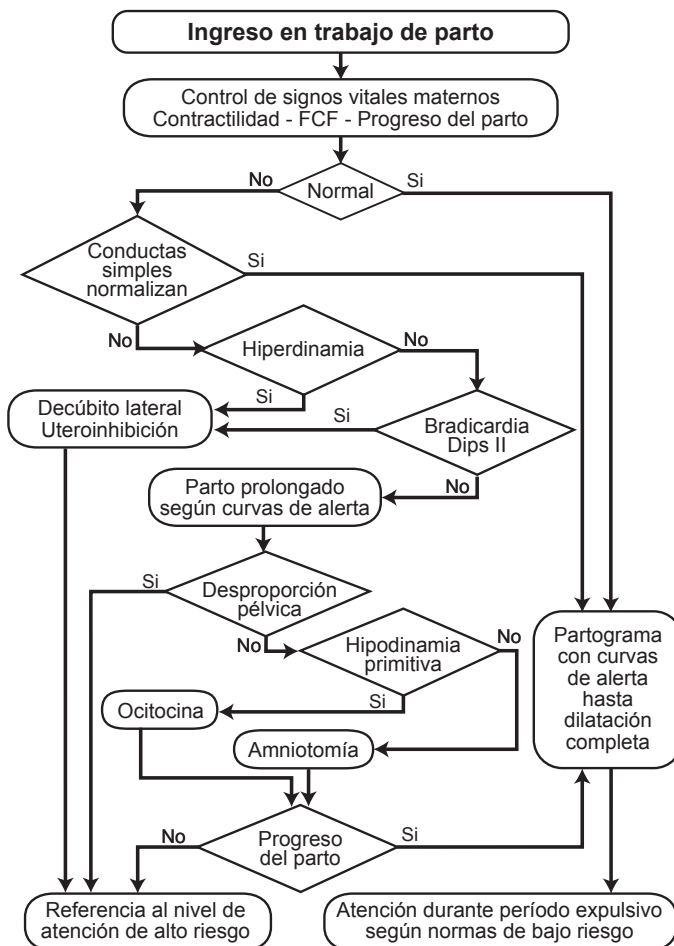 Ingreso en trabajo de parto
Control de signos vitales maternos
Contractilidad - FCF - Progreso del parto
No
Normal
Si
Conductas
simples
normalizan
Si
No
Hiperdinamia
No
Si
Decúbito lateral
Uteroinhibición
Si
Bradicardia
Dips II
No
Parto prolongado
según curvas de alerta
Si
Desproporción
pélvica
No
Hipodinamia
primitiva
No
Si
Partograma
con curvas
de alerta
hasta
dilatación
completa
Ocitocina
Amniotomía
No
Progreso
del parto
Si
Referencia al nivel de
atención de alto riesgo
Atención durante período expulsivo
según normas de bajo riesgo